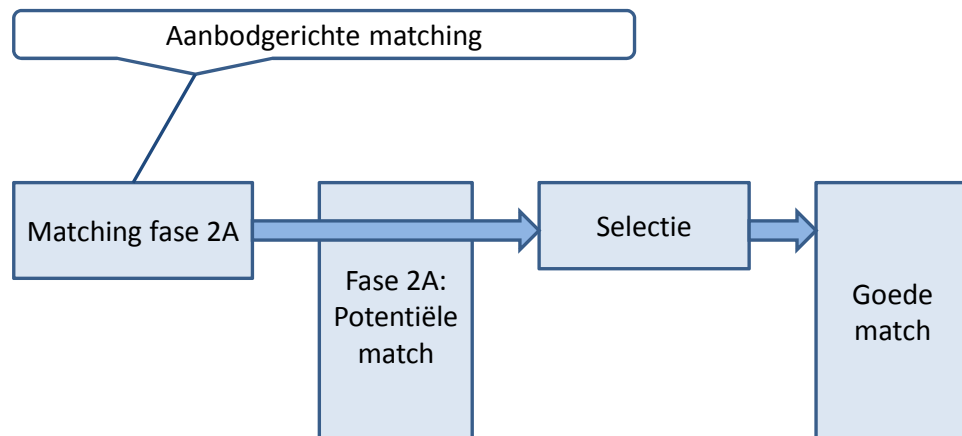 Aanbodgerichte matching
Matching fase 2A
Fase 2A:
Potentiële
match
Selectie
Goede
match